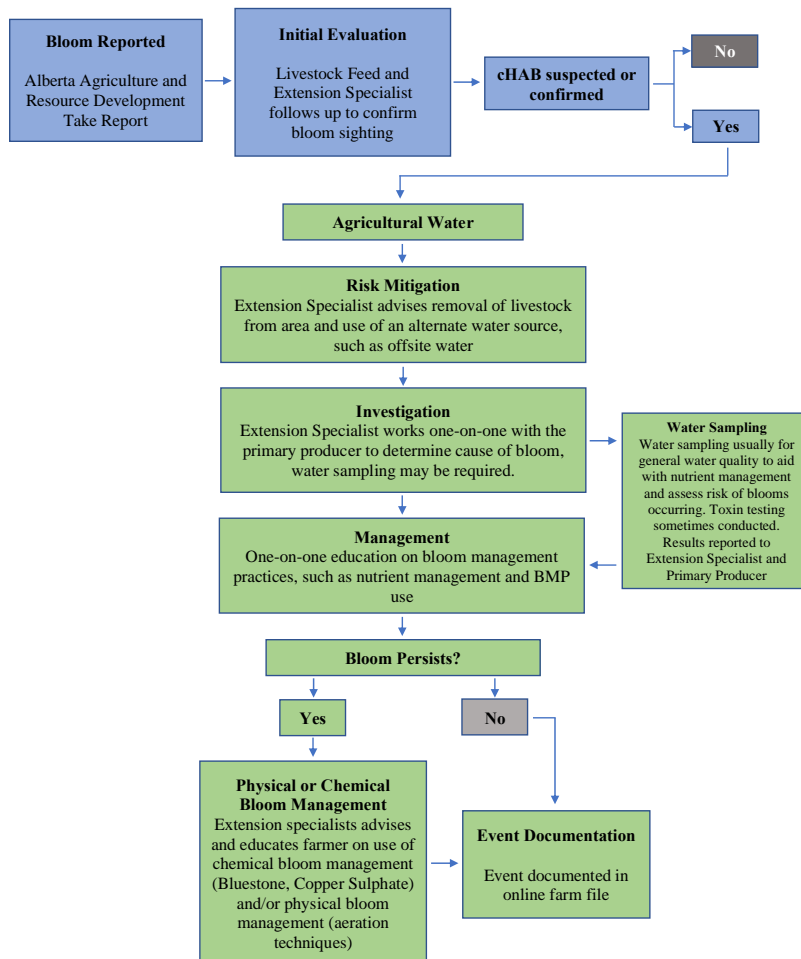 Bloom Reported
Alberta Agriculture and
Resource Development
Take Report
Initial Evaluation
Livestock Feed and
Extension Specialist
follows up to confirm
bloom sighting
cHAB suspected or
confirmed
No
Yes
Agricultural Water
Risk Mitigation
Extension Specialist advises removal of livestock
from area and use of an alternate water source,
such as offsite water
Investigation
Extension Specialist works one-on-one with the
primary producer to determine cause of bloom,
water sampling may be required.
Water Sampling
Water sampling usually for
general water quality to aid
with nutrient management
and assess risk of blooms
occurring. Toxin testing
sometimes conducted.
Results reported to
Extension Specialist and
Primary Producer
Management
One-on-one education on bloom management
practices, such as nutrient management and BMP
use
Bloom Persists?
Yes
No
Physical or Chemical
Bloom Management
Extension specialists advises
and educates farmer on use of
chemical bloom management
(Bluestone, Copper Sulphate)
and/or physical bloom
management (aeration
techniques)
Event Documentation
Event documented in
online farm file